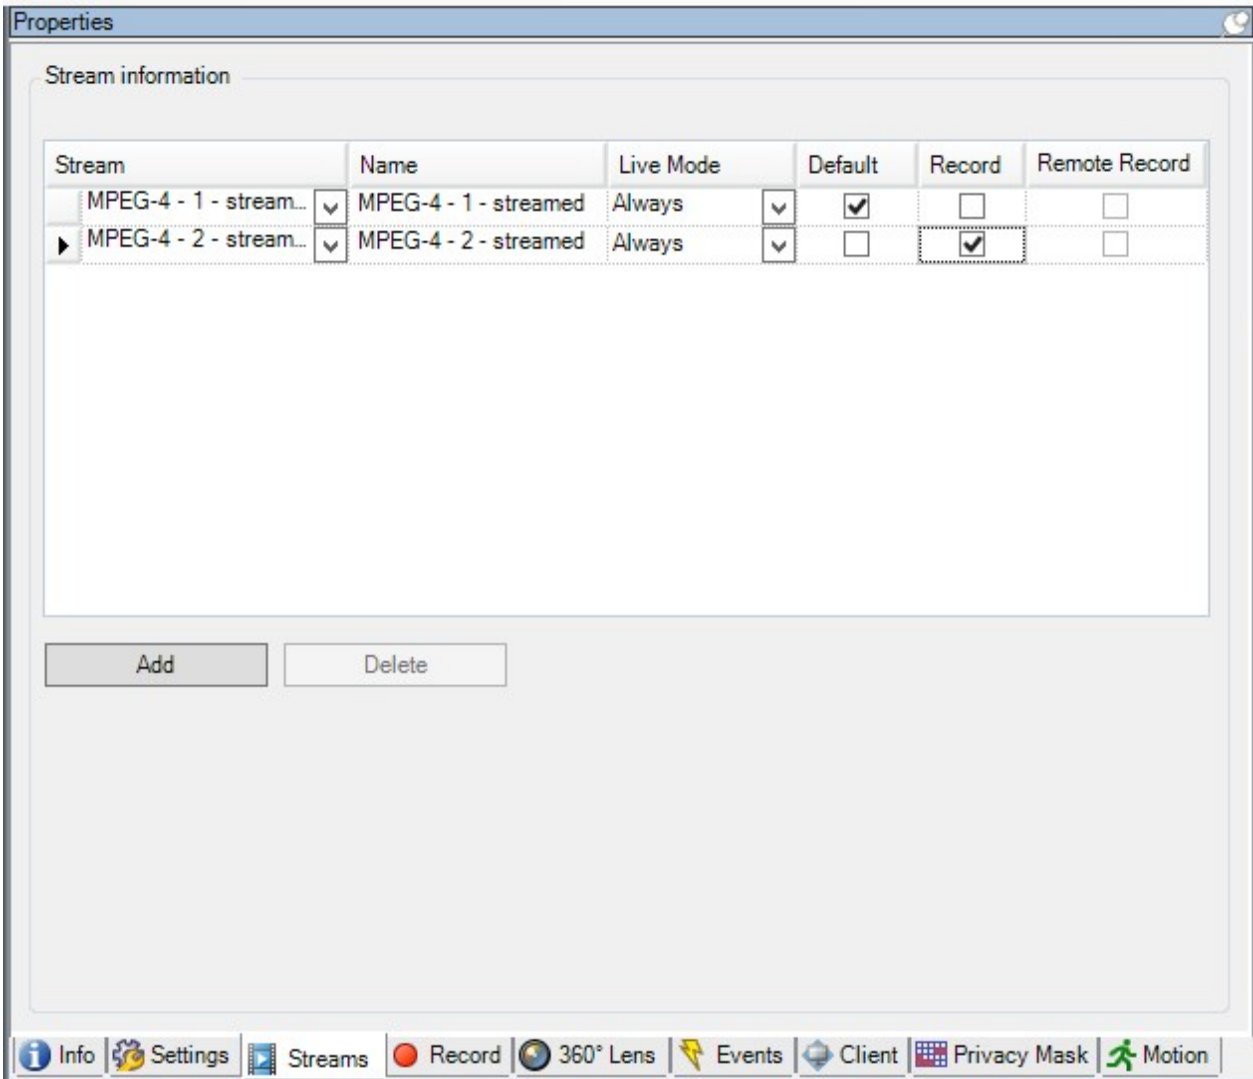 Properties
Stream information
Stream Name Live Mode Default Record Remote Record
MPEG-4 - 1 - stream... MPEG-4 - 1 - streamed Always
MPEG-4 - 2 - stream... MPEG-4 - 2 - streamed Always
Add Delete
Info Settings Streams Record 360° Lens Events Client Privacy Mask Motion